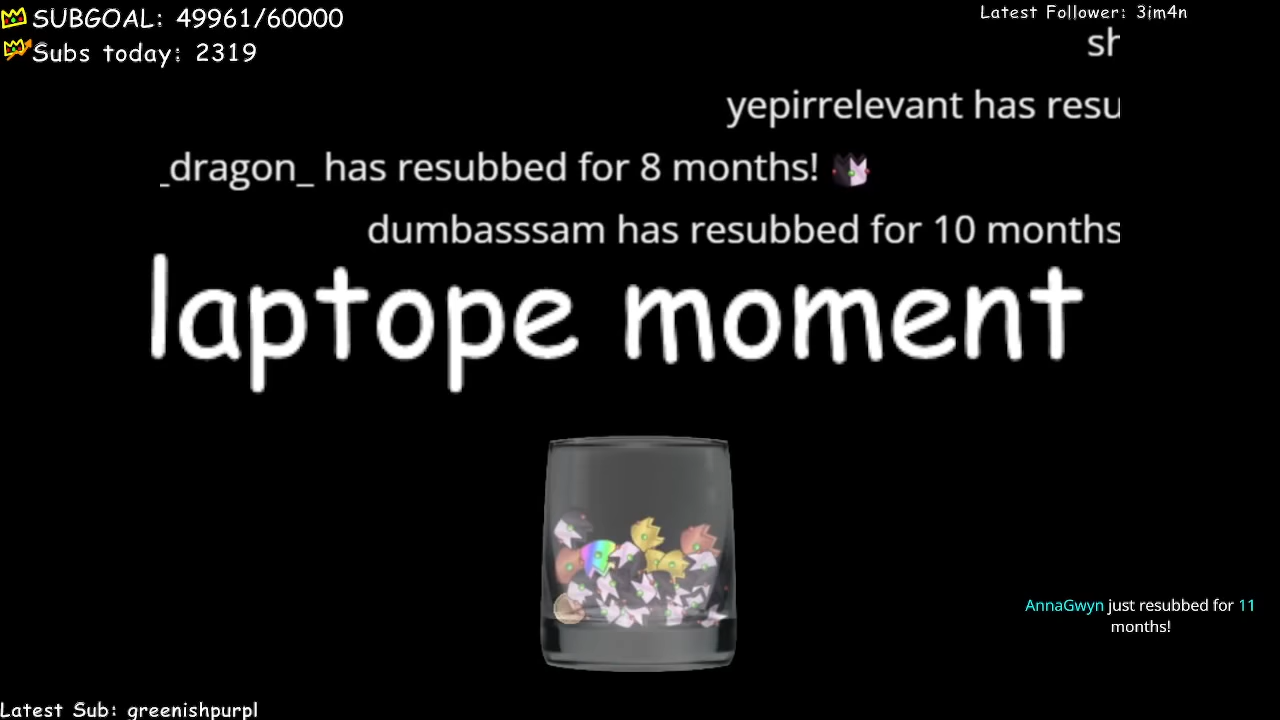 SUBGOAL: 49961/60000
Latest Follower: 3im4n
Subs today: 2319
sh
yepirrelevant has resu
_dragon_ has resubbed for 8 months!
dumbasssam has resubbed for 10 months
laptope moment
AnnaGwyn just resubbed for 11
months!
Latest Sub: greenishpurpl